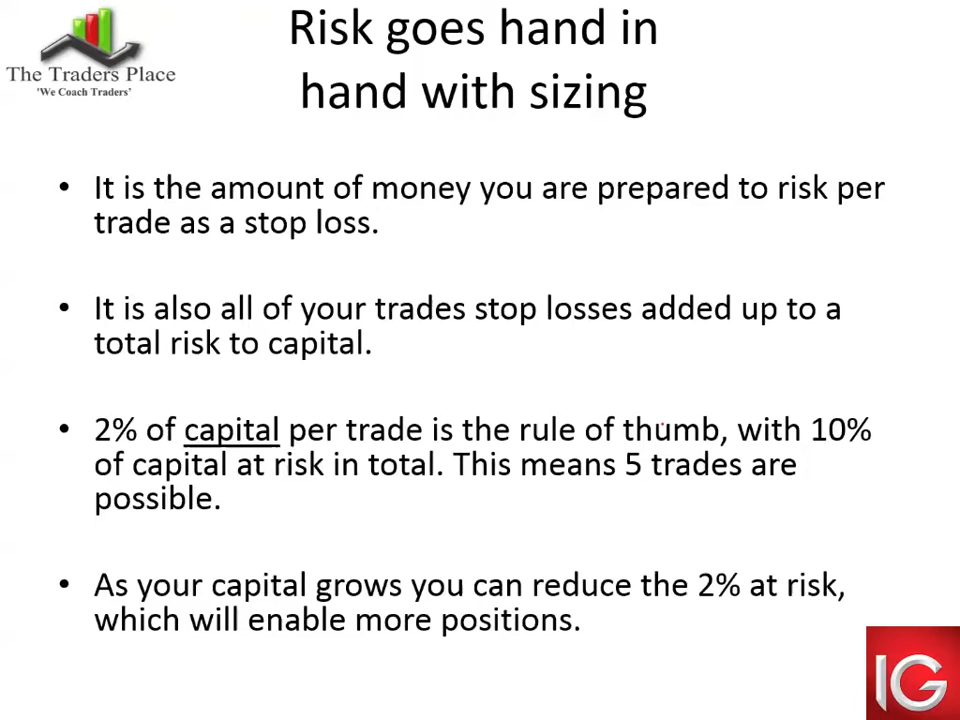 Risk goes hand in
hand with sizing
The Traders Place
'We Coach Traders'
• It is the amount of money you are prepared to risk per
trade as a stop loss.
• It is also all of your trades stop losses added up to a
total risk to capital.
• 2% of capital per trade is the rule of thumb, with 10%
of capital at risk in total. This means 5 trades are
possible.
• As your capital grows you can reduce the 2% at risk,
which will enable more positions.
IG